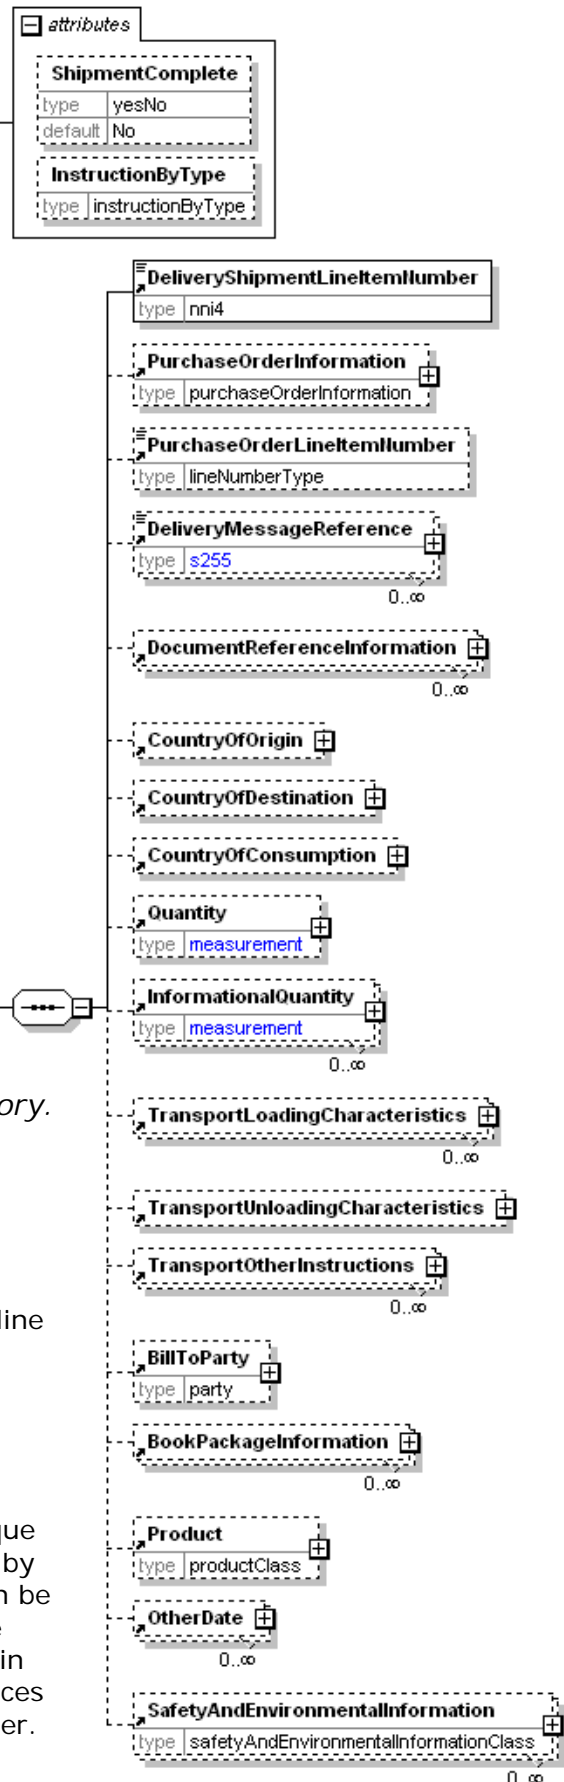 attributes
ShipmentComplete
type yesNo
default No
InstructionByType
type instructionByType
DeliveryShipmentLineItemNumber
type nni4
PurchaseOrderInformation
type purchaseOrderInformation
PurchaseOrderLineItemNumber
type lineNumberType
DeliveryMessageReference
type s255
0..∞
DocumentReferenceInformation
0..∞
CountryOfOrigin
CountryOfDestination
CountryOfConsumption
Quantity
type measurement
InformationalQuantity
type measurement
0..∞
ory.
TransportLoadingCharacteristics
0..∞
TransportUnloadingCharacteristics
TransportOtherInstructions
0..∞
line
BillToParty
type party
BookPackageInformation
0..∞
que
by
n be
e
in
ces
er.
Product
type productClass
OtherDate
0..∞
SafetyAndEnvironmentalInformation
type safetyAndEnvironmentalInformationClass
0..∞